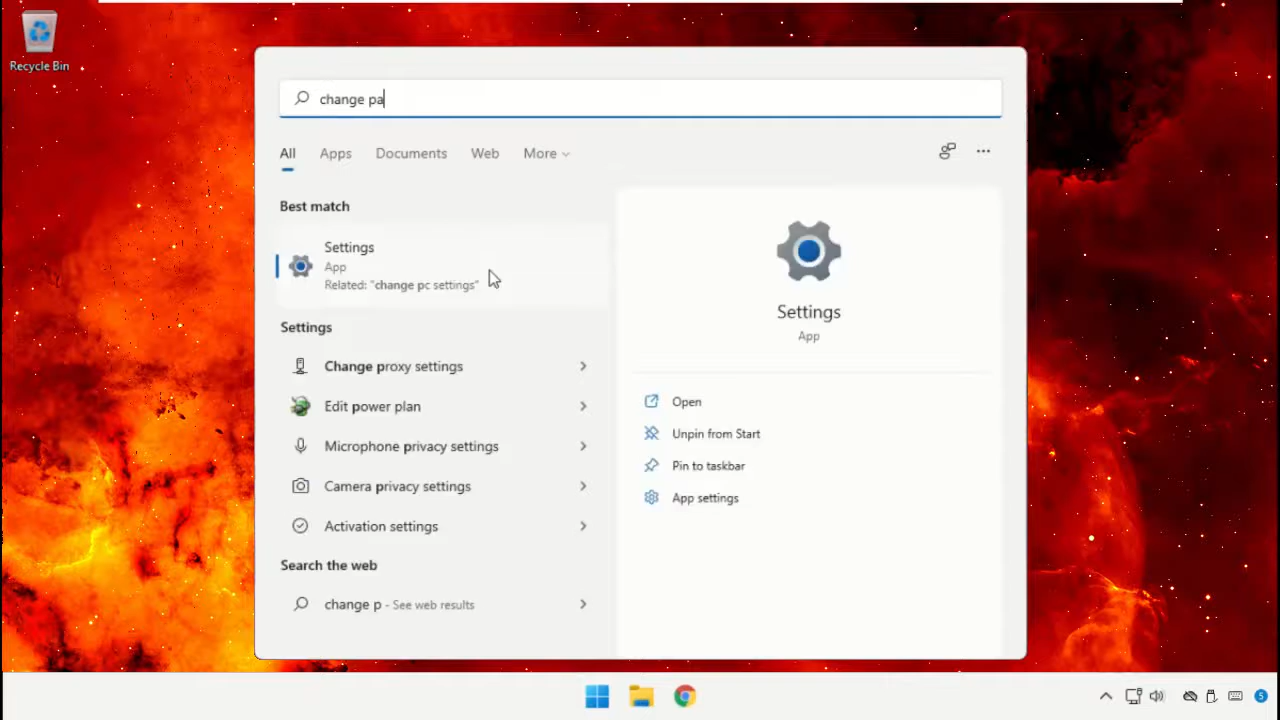 Recycle Bin
change pa
All Apps Documents Web More
Best match
Settings
App
Related: "change pc settings"
Settings
Change proxy settings
Edit power plan
Microphone privacy settings
Camera privacy settings
Activation settings
Search the web
change p - See web results
Settings
App
Open
Unpin from Start
Pin to taskbar
App settings
5